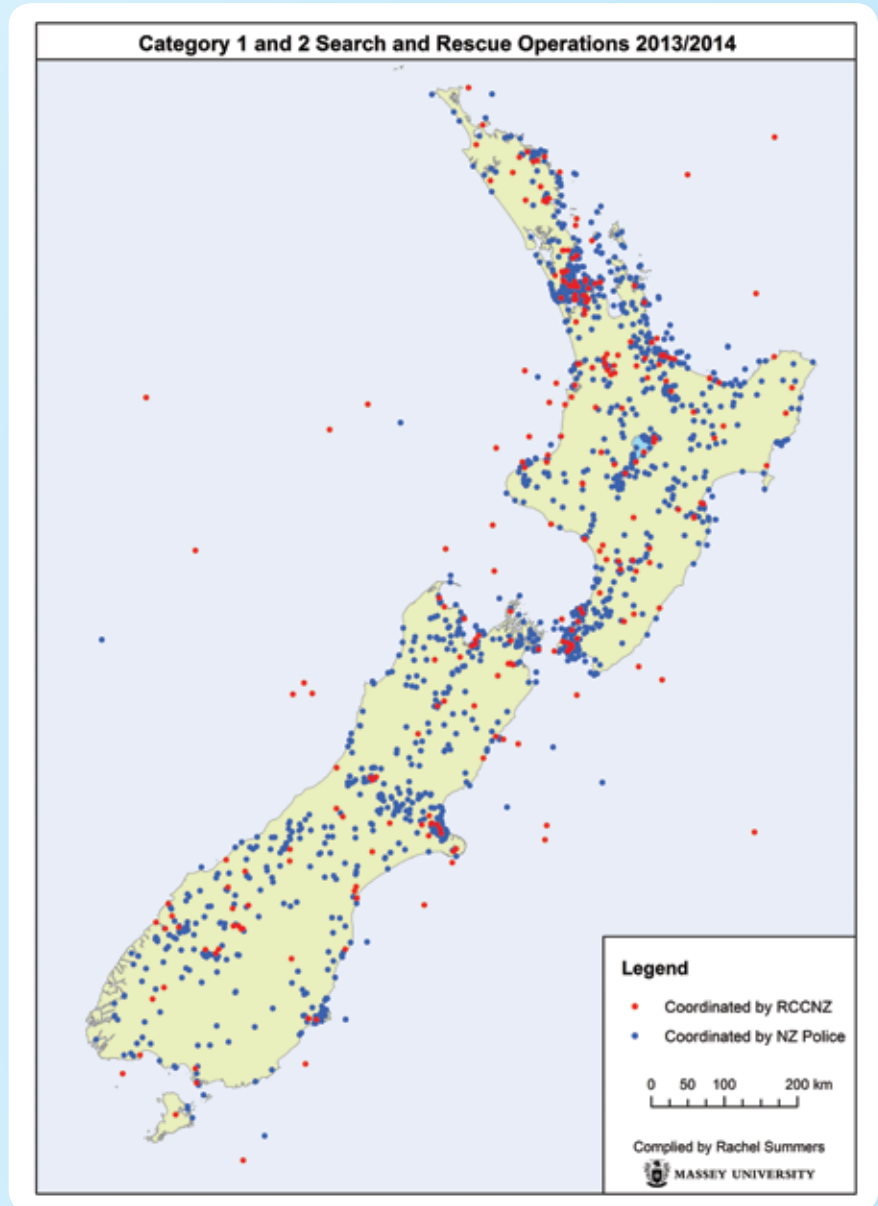 Category 1 and 2 Search and Rescue Operations 2013/2014
Legend
Coordinated by RCCNZ
Coordinated by NZ Police
0 50 100 200 km
Complied by Rachel Summers
MASSEY UNIVERSITY